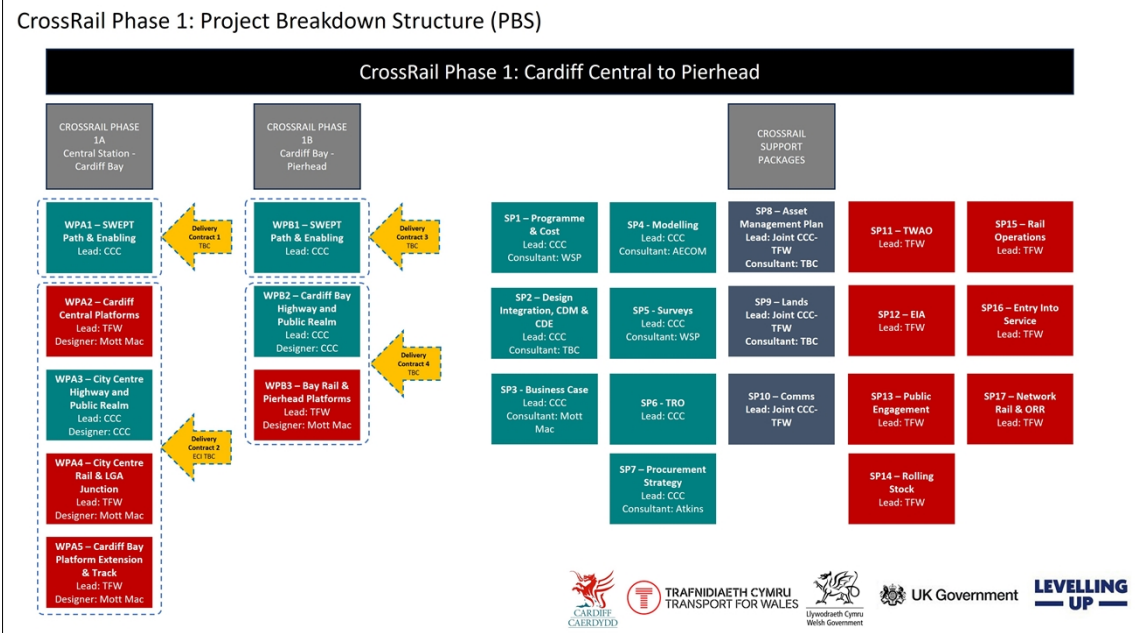 CrossRail Phase 1: Project Breakdown Structure (PBS)
CrossRail Phase 1: Cardiff Central to Pierhead
CROSSRAIL PHASE
1A
Central Station -
Cardiff Bay
CROSSRAIL PHASE
1B
Cardiff Bay -
Pierhead
CROSSRAIL
SUPPORT
PACKAGES
WPA1 – SWEPT
Path & Enabling
Lead: CCC
Delivery
Contract 1
TBC
WPA2 – Cardiff
Central Platforms
Lead: TFW
Designer: Mott Mac
WPA3 – City Centre
Highway and
Public Realm
Lead: CCC
Designer: CCC
WPA4 – City Centre
Rail & LGA
Junction
Lead: TFW
Designer: Mott Mac
WPA5 – Cardiff Bay
Platform Extension
& Track
Lead: TFW
Designer: Mott Mac
Delivery
Contract 2
ECI TBC
WPB1 – SWEPT
Path & Enabling
Lead: CCC
Delivery
Contract 3
TBC
WPB2 – Cardiff Bay
Highway and
Public Realm
Lead: CCC
Designer: CCC
WPB3 – Bay Rail &
Pierhead Platforms
Lead: TFW
Designer: Mott Mac
Delivery
Contract 4
TBC
SP1 – Programme
& Cost
Lead: CCC
Consultant: WSP
SP2 – Design
Integration, CDM &
CDE
Lead: CCC
Consultant: TBC
SP3 - Business Case
Lead: CCC
Consultant: Mott
Mac
SP4 - Modelling
Lead: CCC
Consultant: AECOM
SP5 - Surveys
Lead: CCC
Consultant: WSP
SP6 - TRO
Lead: CCC
SP7 – Procurement
Strategy
Lead: CCC
Consultant: Atkins
SP8 – Asset
Management Plan
Lead: Joint CCC-
TFW
Consultant: TBC
SP9 – Lands
Lead: Joint CCC-
TFW
Consultant: TBC
SP10 – Comms
Lead: Joint CCC-
TFW
SP11 – TWAO
Lead: TFW
SP12 – EIA
Lead: TFW
SP13 – Public
Engagement
Lead: TFW
SP14 – Rolling
Stock
Lead: TFW
SP15 – Rail
Operations
Lead: TFW
SP16 – Entry Into
Service
Lead: TFW
SP17 – Network
Rail & ORR
Lead: TFW
CARDIFF
CAERDYDD
TRAFNIDIAETH CYMRU
TRANSPORT FOR WALES
Llywodraeth Cymru
Welsh Government
UK Government
LEVELLING
UP